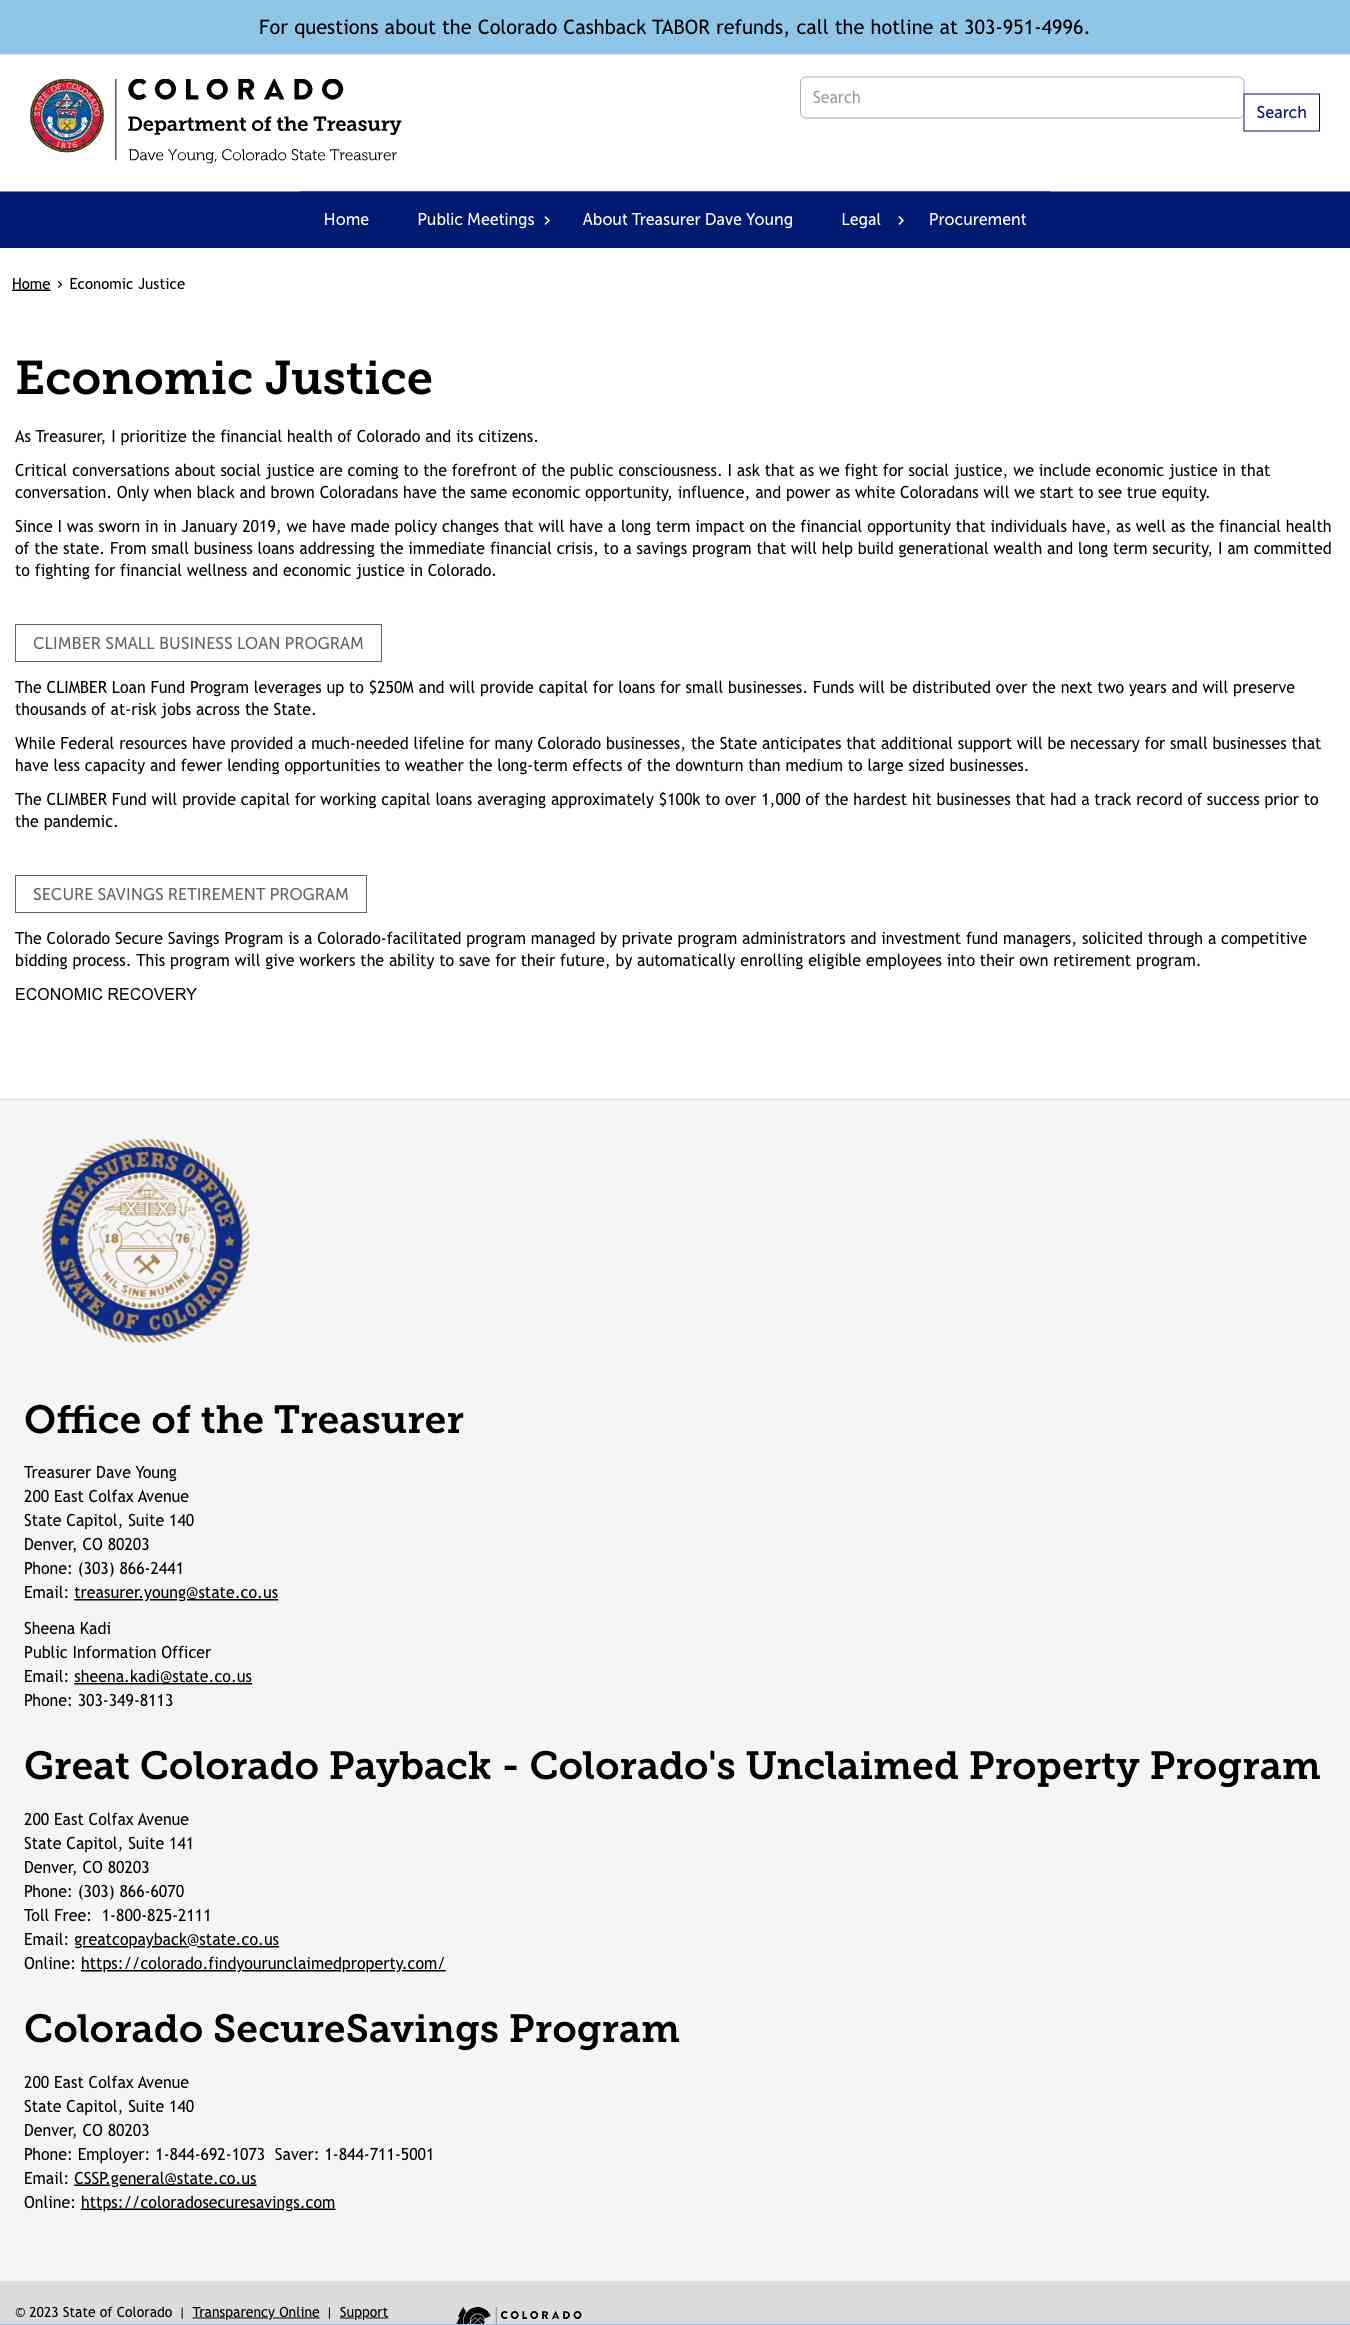 For questions about the Colorado Cashback TABOR refunds, call the hotline at 303-951-4996.
STATE OF COLORADO
1876
COLORADO
Department of the Treasury
Dave Young, Colorado State Treasurer
Search
Search
Home Public Meetings › About Treasurer Dave Young Legal › Procurement
Home › Economic Justice
Economic Justice
As Treasurer, I prioritize the financial health of Colorado and its citizens.
Critical conversations about social justice are coming to the forefront of the public consciousness. I ask that as we fight for social justice, we include economic justice in that
conversation. Only when black and brown Coloradans have the same economic opportunity, influence, and power as white Coloradans will we start to see true equity.
Since I was sworn in in January 2019, we have made policy changes that will have a long term impact on the financial opportunity that individuals have, as well as the financial health
of the state. From small business loans addressing the immediate financial crisis, to a savings program that will help build generational wealth and long term security, I am committed
to fighting for financial wellness and economic justice in Colorado.
CLIMBER SMALL BUSINESS LOAN PROGRAM
The CLIMBER Loan Fund Program leverages up to $250M and will provide capital for loans for small businesses. Funds will be distributed over the next two years and will preserve
thousands of at-risk jobs across the State.
While Federal resources have provided a much-needed lifeline for many Colorado businesses, the State anticipates that additional support will be necessary for small businesses that
have less capacity and fewer lending opportunities to weather the long-term effects of the downturn than medium to large sized businesses.
The CLIMBER Fund will provide capital for working capital loans averaging approximately $100k to over 1,000 of the hardest hit businesses that had a track record of success prior to
the pandemic.
SECURE SAVINGS RETIREMENT PROGRAM
The Colorado Secure Savings Program is a Colorado-facilitated program managed by private program administrators and investment fund managers, solicited through a competitive
bidding process. This program will give workers the ability to save for their future, by automatically enrolling eligible employees into their own retirement program.
ECONOMIC RECOVERY
TREASURERS OFFICE
18 76
NIL SINE NUMINE
STATE OF COLORADO
Office of the Treasurer
Treasurer Dave Young
200 East Colfax Avenue
State Capitol, Suite 140
Denver, CO 80203
Phone: (303) 866-2441
Email: treasurer.young@state.co.us
Sheena Kadi
Public Information Officer
Email: sheena.kadi@state.co.us
Phone: 303-349-8113
Great Colorado Payback - Colorado's Unclaimed Property Program
200 East Colfax Avenue
State Capitol, Suite 141
Denver, CO 80203
Phone: (303) 866-6070
Toll Free:  1-800-825-2111
Email: greatcopayback@state.co.us
Online: https://colorado.findyourunclaimedproperty.com/
Colorado SecureSavings Program
200 East Colfax Avenue
State Capitol, Suite 140
Denver, CO 80203
Phone: Employer: 1-844-692-1073  Saver: 1-844-711-5001
Email: CSSP.general@state.co.us
Online: https://coloradosecuresavings.com
© 2023 State of Colorado | Transparency Online | Support
COLORADO